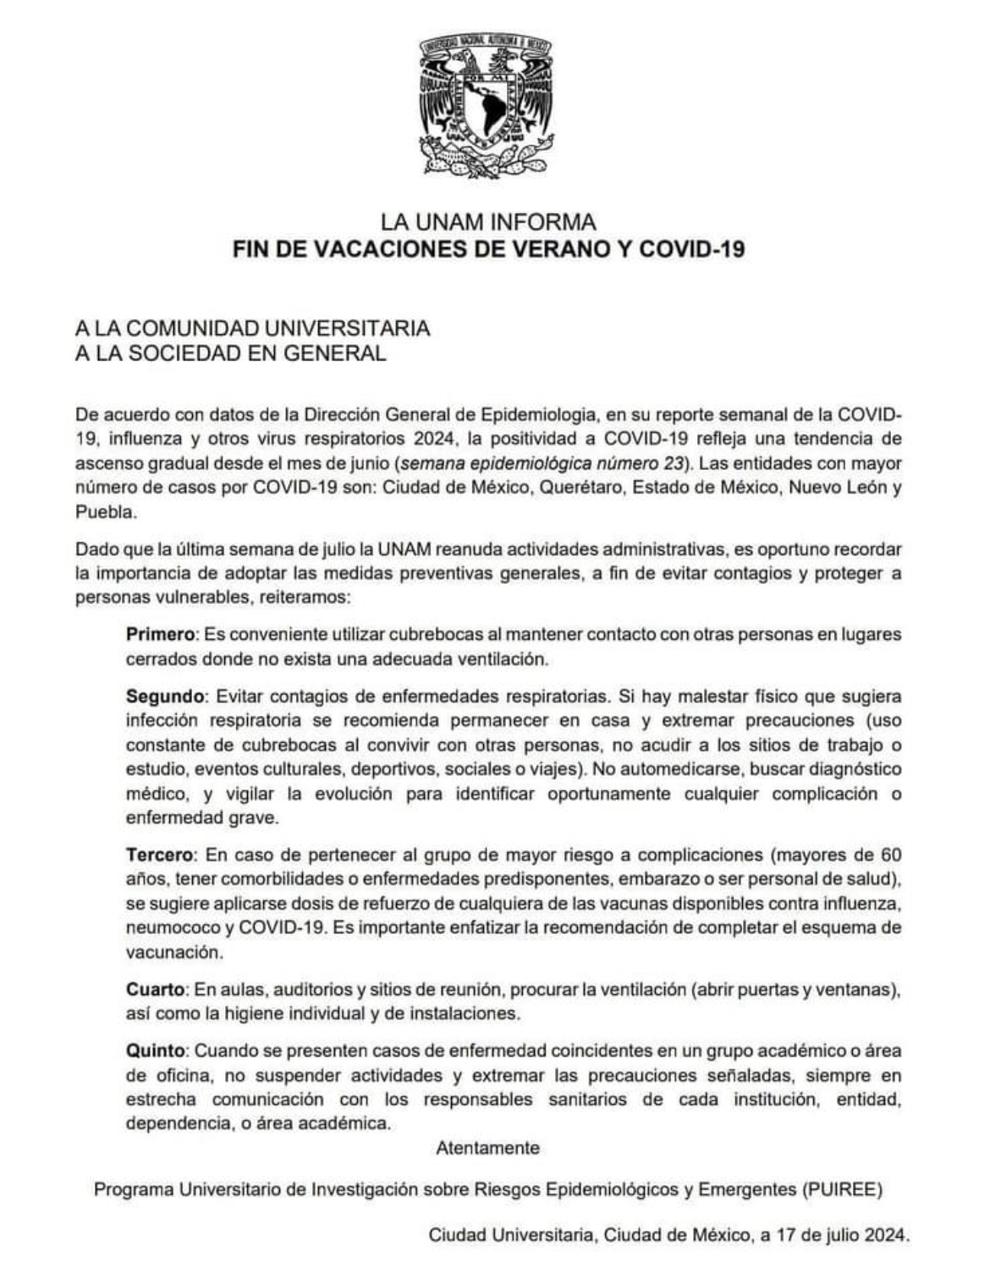 UNIVERSIDAD NACIONAL AUTÓNOMA DE MEXICO
POR MI RAZA HABLARA EL ESPIRITU
LA UNAM INFORMA
FIN DE VACACIONES DE VERANO Y COVID-19
A LA COMUNIDAD UNIVERSITARIA
A LA SOCIEDAD EN GENERAL
De acuerdo con datos de la Dirección General de Epidemiologia, en su reporte semanal de la COVID-
19, influenza y otros virus respiratorios 2024, la positividad a COVID-19 refleja una tendencia de
ascenso gradual desde el mes de junio (semana epidemiológica número 23). Las entidades con mayor
número de casos por COVID-19 son: Ciudad de México, Querétaro, Estado de México, Nuevo León y
Puebla.
Dado que la última semana de julio la UNAM reanuda actividades administrativas, es oportuno recordar
la importancia de adoptar las medidas preventivas generales, a fin de evitar contagios y proteger a
personas vulnerables, reiteramos:
Primero: Es conveniente utilizar cubrebocas al mantener contacto con otras personas en lugares
cerrados donde no exista una adecuada ventilación.
Segundo: Evitar contagios de enfermedades respiratorias. Si hay malestar físico que sugiera
infección respiratoria se recomienda permanecer en casa y extremar precauciones (uso
constante de cubrebocas al convivir con otras personas, no acudir a los sitios de trabajo o
estudio, eventos culturales, deportivos, sociales o viajes). No automedicarse, buscar diagnóstico
médico, y vigilar la evolución para identificar oportunamente cualquier complicación o
enfermedad grave.
Tercero: En caso de pertenecer al grupo de mayor riesgo a complicaciones (mayores de 60
años, tener comorbilidades o enfermedades predisponentes, embarazo o ser personal de salud),
se sugiere aplicarse dosis de refuerzo de cualquiera de las vacunas disponibles contra influenza,
neumococo y COVID-19. Es importante enfatizar la recomendación de completar el esquema de
vacunación.
Cuarto: En aulas, auditorios y sitios de reunión, procurar la ventilación (abrir puertas y ventanas),
así como la higiene individual y de instalaciones.
Quinto: Cuando se presenten casos de enfermedad coincidentes en un grupo académico o área
de oficina, no suspender actividades y extremar las precauciones señaladas, siempre en
estrecha comunicación con los responsables sanitarios de cada institución, entidad,
dependencia, o área académica.
Atentamente
Programa Universitario de Investigación sobre Riesgos Epidemiológicos y Emergentes (PUIREE)
Ciudad Universitaria, Ciudad de México, a 17 de julio 2024.